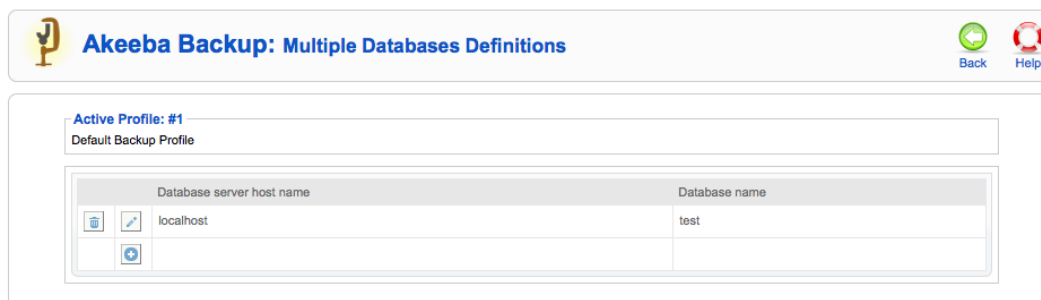 Akeeba Backup: Multiple Databases Definitions
Back Help
Active Profile: #1
Default Backup Profile
Database server host name Database name
localhost test